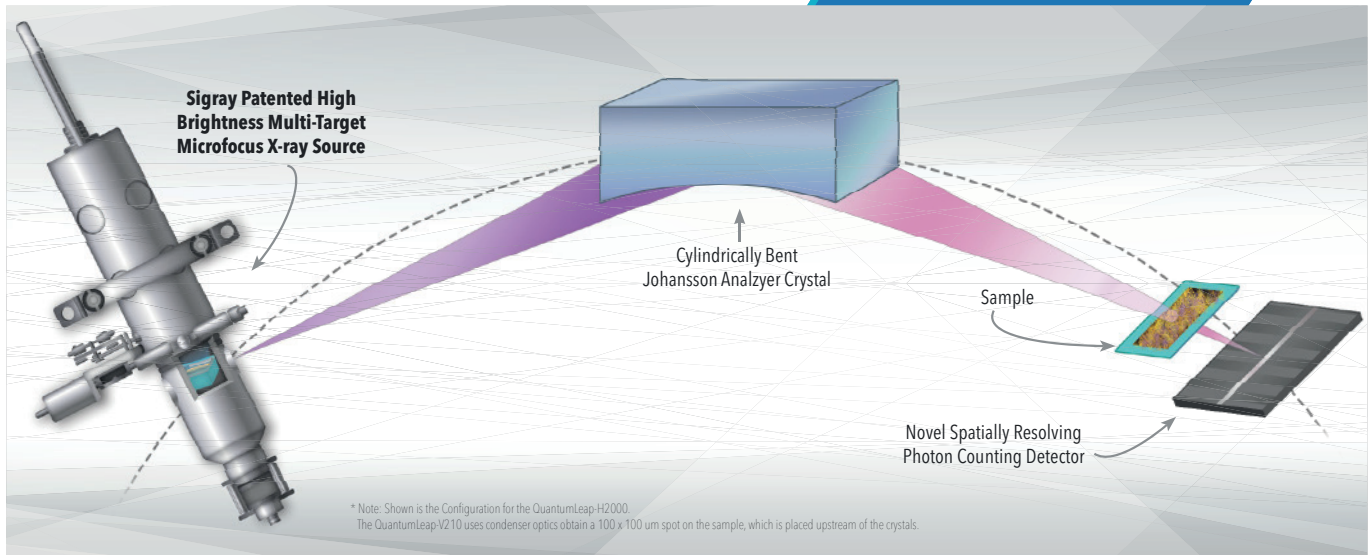 Sigray Patented High
Brightness Multi-Target
Microfocus X-ray Source
Cylindrically Bent
Johansson Analzyer Crystal
Sample
Novel Spatially Resolving
Photon Counting Detector
* Note: Shown is the Configuration for the QuantumLeap-H2000.
The QuantumLeap-V210 uses condenser optics obtain a 100 x 100 um spot on the sample, which is placed upstream of the crystals.